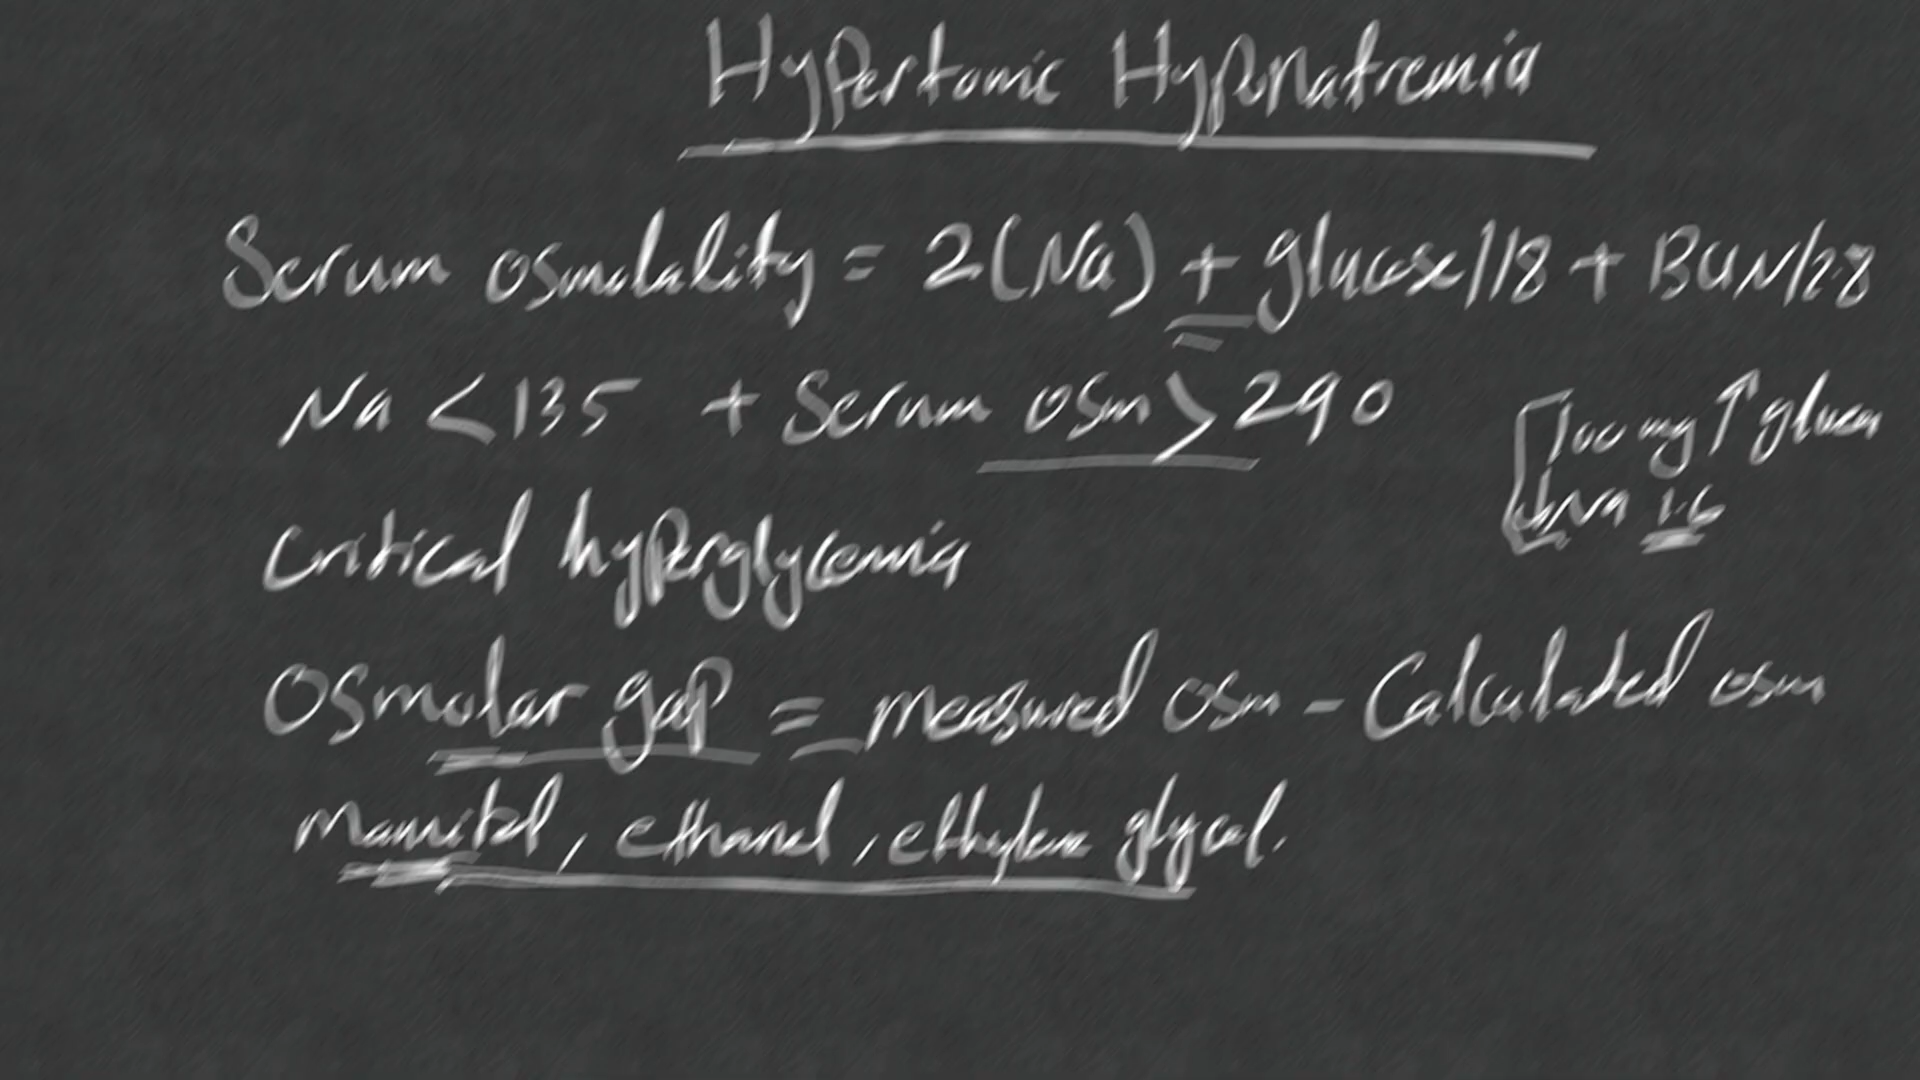 Hypertonic Hyponatremia
Serum osmolality = 2(Na) + glucose/18 + BUN/2.8
Na < 135 + Serum osm > 290
100 mg ↑ gluco
↓Na 1.6
Critical hyperglycemia
Osmolar gap = measured osm - Calculated osm
Mannitol, ethanol, ethylene glycol.